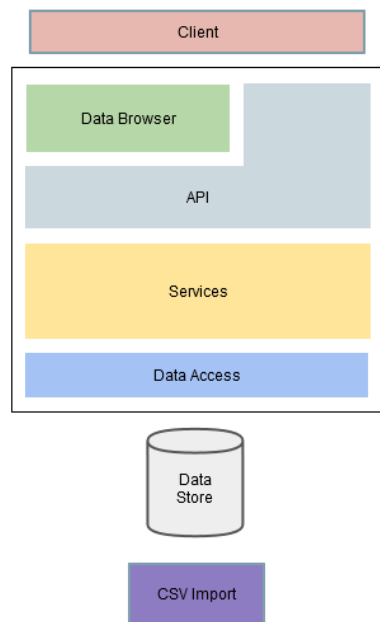 Client
Data Browser
API
Services
Data Access
Data
Store
CSV Import